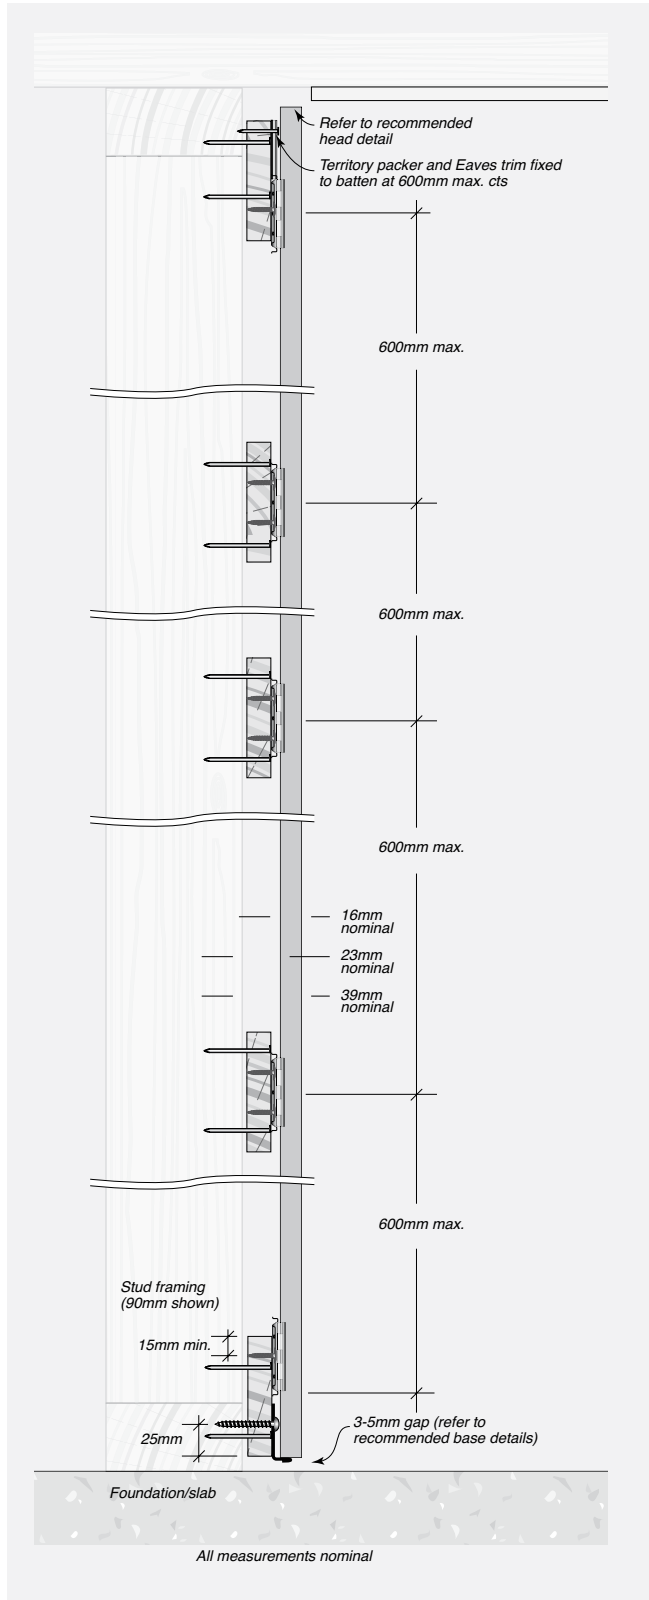 Refer to recommended
head detail
Territory packer and Eaves trim fixed
to batten at 600mm max. cts
600mm max.
600mm max.
600mm max.
16mm
nominal
23mm
nominal
39mm
nominal
600mm max.
Stud framing
(90mm shown)
15mm min.
3-5mm gap (refer to
recommended base details)
25mm
Foundation/slab
All measurements nominal